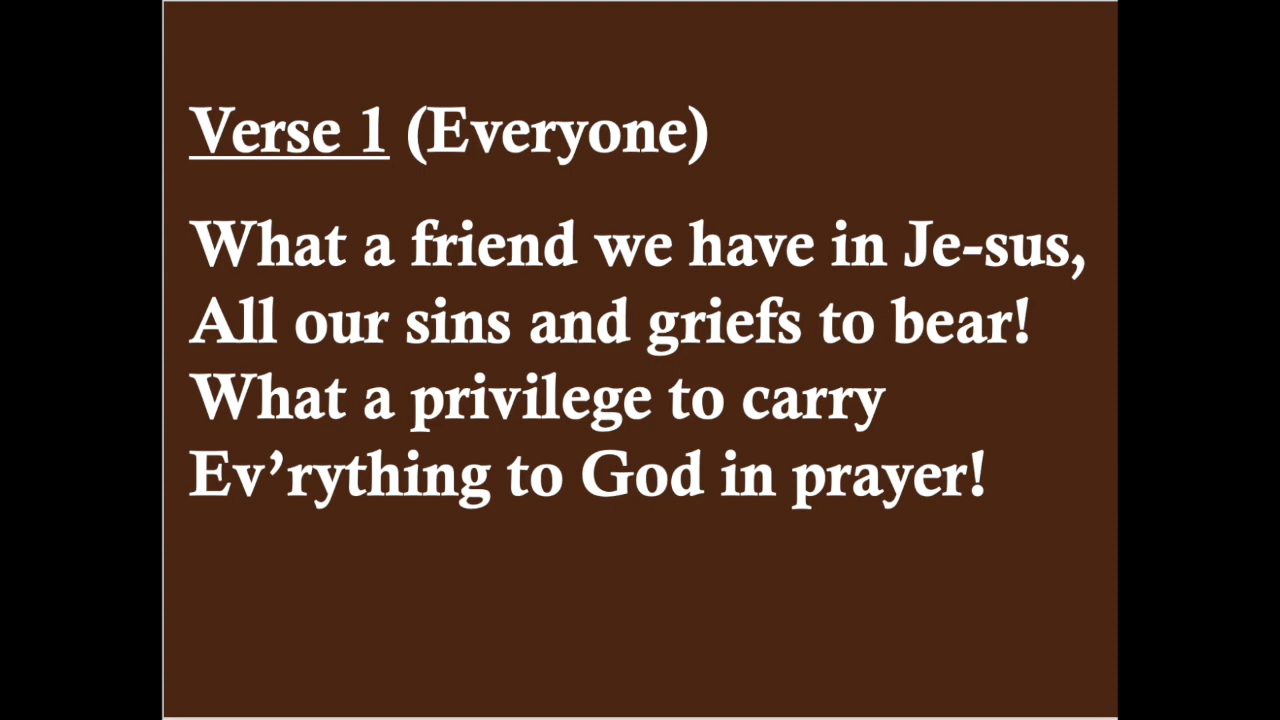 Verse 1 (Everyone)
What a friend we have in Je-sus,
All our sins and griefs to bear!
What a privilege to carry
Ev’rything to God in prayer!